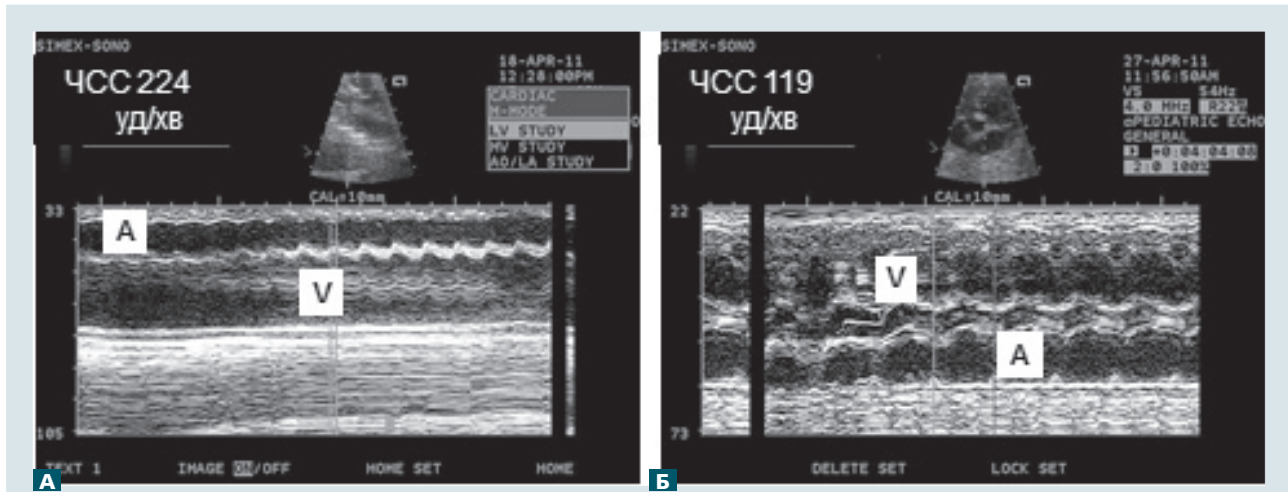 SIMEX-SONO
ЧСС 224
уд/хв
18-APR-11
12:28:00PM
CARDIAC
M-MODE
LV STUDY
MV STUDY
AO/LA STUDY
CAL=10mm
33
A
V
105
TEXT 1 IMAGE ON/OFF HOME SET HOME
А
SIMEX-SONO
ЧСС 119
уд/хв
27-APR-11
11:56:50AM
V5 54Hz
4.0 MHz R22
PEDIATRIC ECHO
GENERAL
CAL=10mm
22
V
A
73
DELETE SET LOCK SET
Б